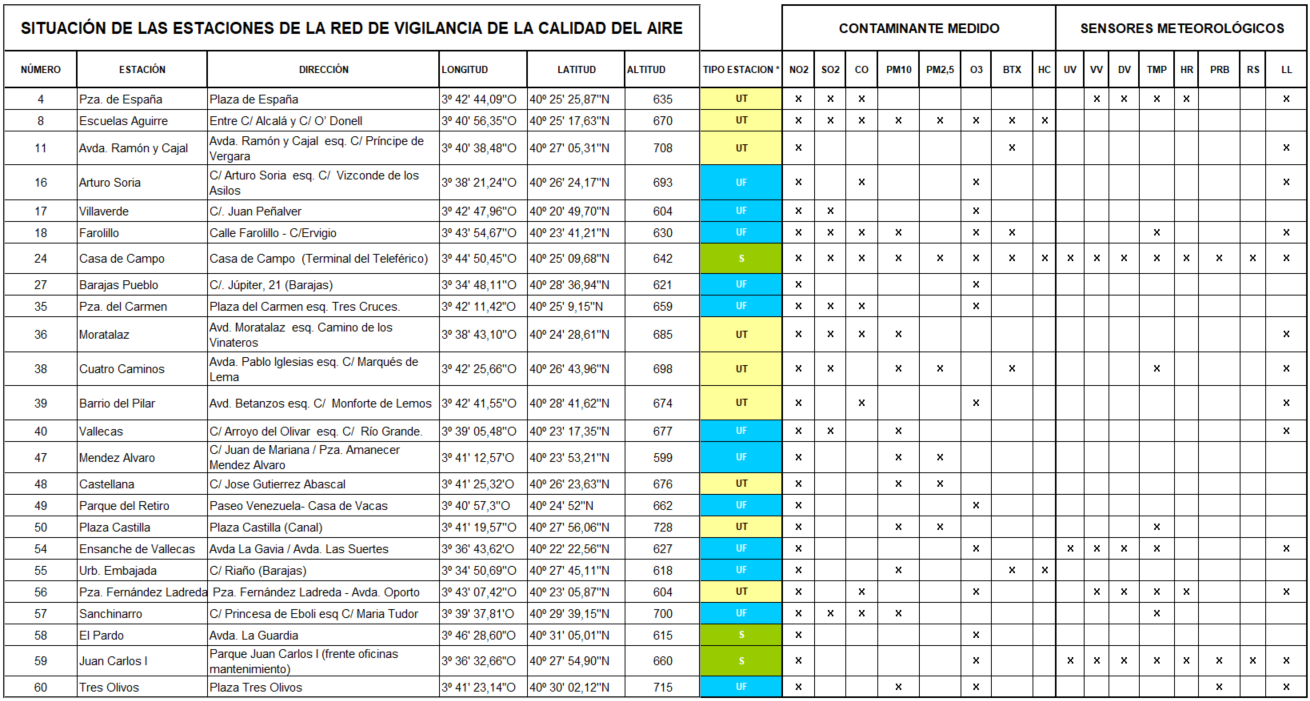 SITUACIÓN DE LAS ESTACIONES DE LA RED DE VIGILANCIA DE LA CALIDAD DEL AIRE CONTAMINANTE MEDIDO SENSORES METEOROLÓGICOS
NÚMERO ESTACIÓN DIRECCIÓN LONGITUD LATITUD ALTITUD TIPO ESTACION * NO2 SO2 CO PM10 PM2,5 O3 BTX HC UV VV DV TMP HR PRB RS LL
4 Pza. de España Plaza de España 3º 42' 44,09"O 40º 25' 25,87"N 635 UT x x x x x x x x
8 Escuelas Aguirre Entre C/ Alcalá y C/ O' Donell 3º 40' 56,35"O 40º 25' 17,63"N 670 UT x x x x x x x x
11 Avda. Ramón y Cajal Avda. Ramón y Cajal esq. C/ Príncipe de
Vergara 3º 40' 38,48"O 40º 27' 05,31"N 708 UT x x x
16 Arturo Soria C/ Arturo Soria esq. C/ Vizconde de los
Asilos 3º 38' 21,24"O 40º 26' 24,17"N 693 UF x x x x
17 Villaverde C/. Juan Peñalver 3º 42' 47,96"O 40º 20' 49,70"N 604 UF x x x
18 Farolillo Calle Farolillo - C/Ervigio 3º 43' 54,67"O 40º 23' 41,21"N 630 UF x x x x x x x x
24 Casa de Campo Casa de Campo (Terminal del Teleférico) 3º 44' 50,45"O 40º 25' 09,68"N 642 S x x x x x x x x x x x x x x x x
27 Barajas Pueblo C/. Júpiter, 21 (Barajas) 3º 34' 48,11"O 40º 28' 36,94"N 621 UF x x
35 Pza. del Carmen Plaza del Carmen esq. Tres Cruces. 3º 42' 11,42"O 40º 25' 9,15"N 659 UF x x x x
36 Moratalaz Avd. Moratalaz esq. Camino de los
Vinateros 3º 38' 43,10"O 40º 24' 28,61"N 685 UT x x x x x
38 Cuatro Caminos Avda. Pablo Iglesias esq. C/ Marqués de
Lema 3º 42' 25,66"O 40º 26' 43,96"N 698 UT x x x x x x x
39 Barrio del Pilar Avd. Betanzos esq. C/ Monforte de Lemos 3º 42' 41,55"O 40º 28' 41,62"N 674 UT x x x x
40 Vallecas C/ Arroyo del Olivar esq. C/ Río Grande. 3º 39' 05,48"O 40º 23' 17,35"N 677 UF x x x x
47 Mendez Alvaro C/ Juan de Mariana / Pza. Amanecer
Mendez Alvaro 3º 41' 12,57'O 40º 23' 53,21"N 599 UF x x x
48 Castellana C/ Jose Gutierrez Abascal 3º 41' 25,32'O 40º 26' 23,63"N 676 UT x x x
49 Parque del Retiro Paseo Venezuela- Casa de Vacas 3º 40' 57,3"O 40º 24' 52"N 662 UF x x
50 Plaza Castilla Plaza Castilla (Canal) 3º 41' 19,57"O 40º 27' 56,06"N 728 UT x x x x
54 Ensanche de Vallecas Avda La Gavia / Avda. Las Suertes 3º 36' 43,62'O 40º 22' 22,56"N 627 UF x x x x x x x
55 Urb. Embajada C/ Riaño (Barajas) 3º 34' 50,69"O 40º 27' 45,11"N 618 UF x x x x
56 Pza. Fernández Ladreda Pza. Fernández Ladreda - Avda. Oporto 3º 43' 07,42"O 40º 23' 05,87"N 604 UT x x x x x x x x
57 Sanchinarro C/ Princesa de Eboli esq C/ Maria Tudor 3º 39' 37,81'O 40º 29' 39,15"N 700 UF x x x x x
58 El Pardo Avda. La Guardia 3º 46' 28,60"O 40º 31' 05,01"N 615 S x x
59 Juan Carlos I Parque Juan Carlos I (frente oficinas
mantenimiento) 3º 36' 32,66"O 40º 27' 54,90"N 660 S x x x x x x x x x x
60 Tres Olivos Plaza Tres Olivos 3º 41' 23,14"O 40º 30' 02,12"N 715 UF x x x x x